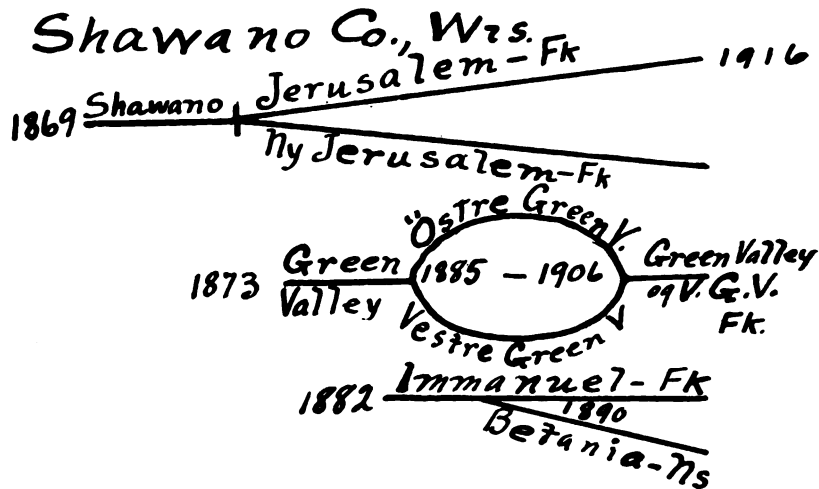 Shawano Co., Wis.
Jerusalem-Fk 1916
1869 Shawano
Ny Jerusalem-Fk
Östre Green V.
1873 Green Valley
1885 - 1906
Green Valley
og V. G. V.
Fk.
Vestre Green V
1882 Immanuel-Fk
1890
Betania-Ns